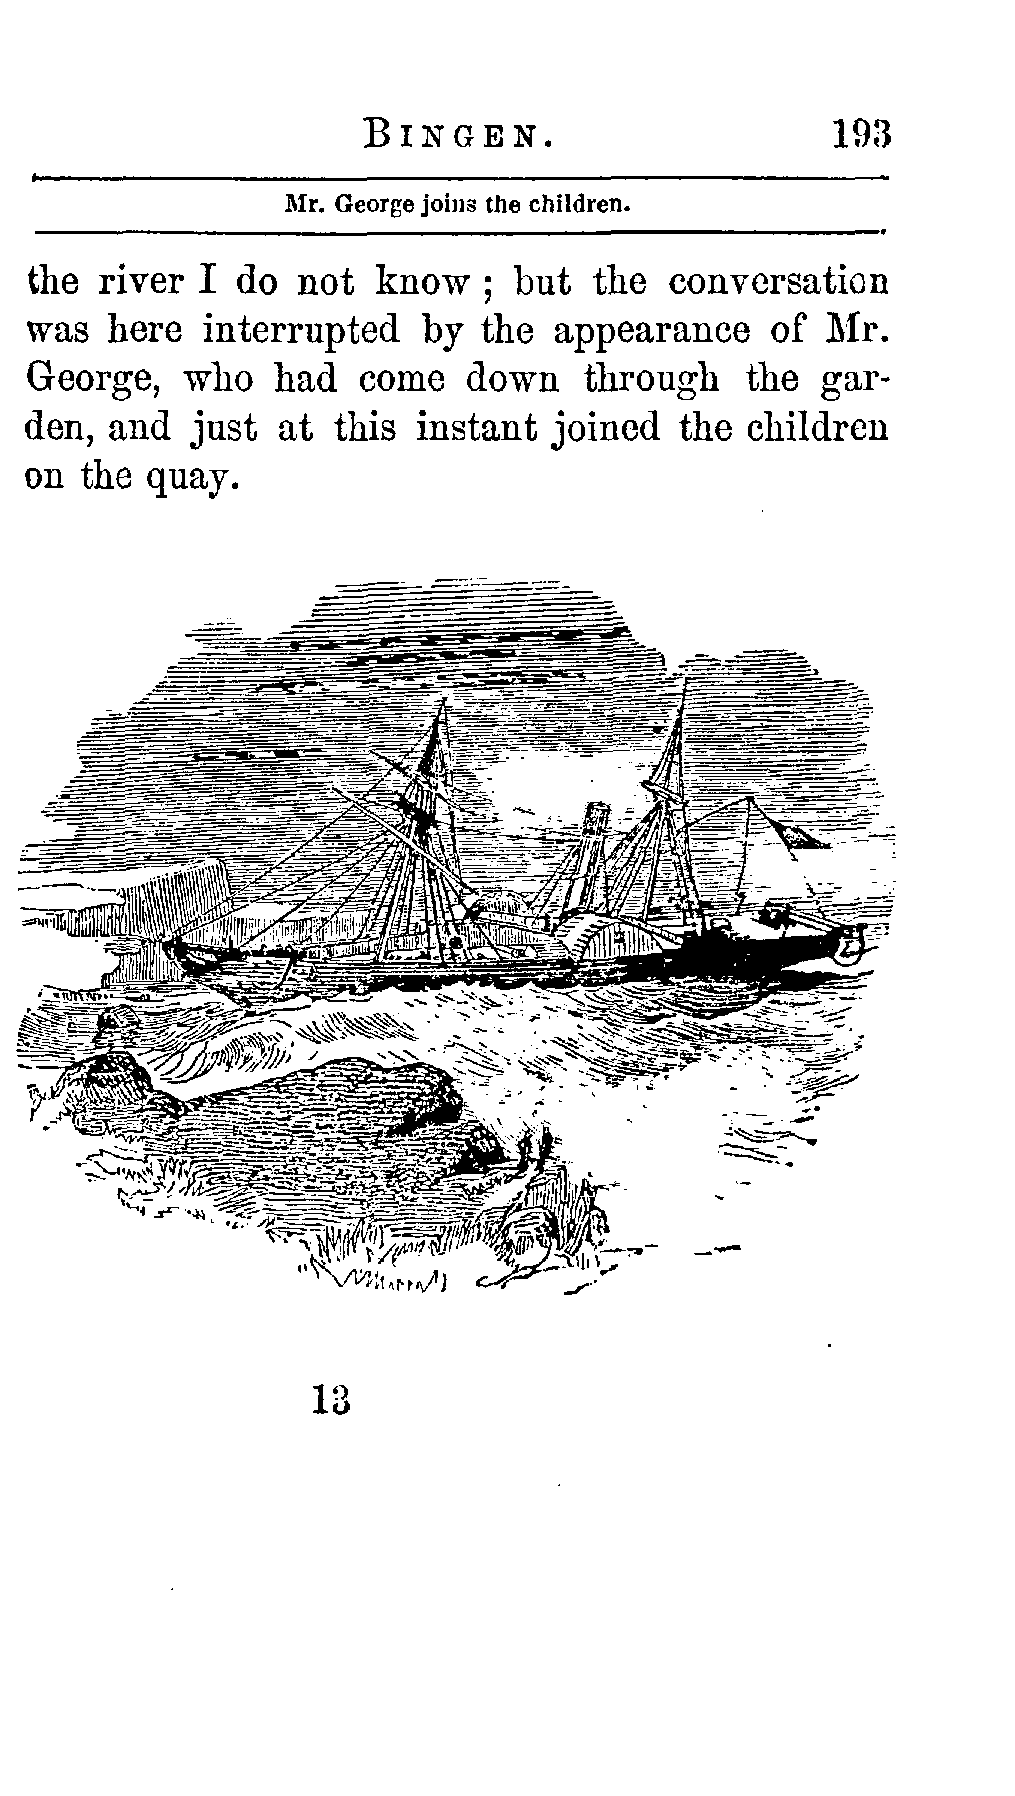 BINGEN. 193
Mr. George joins the children.
the river I do not know ; but the conversation
was here interrupted by the appearance of Mr.
George, who had come down through the gar-
den, and just at this instant joined the children
on the quay.
13